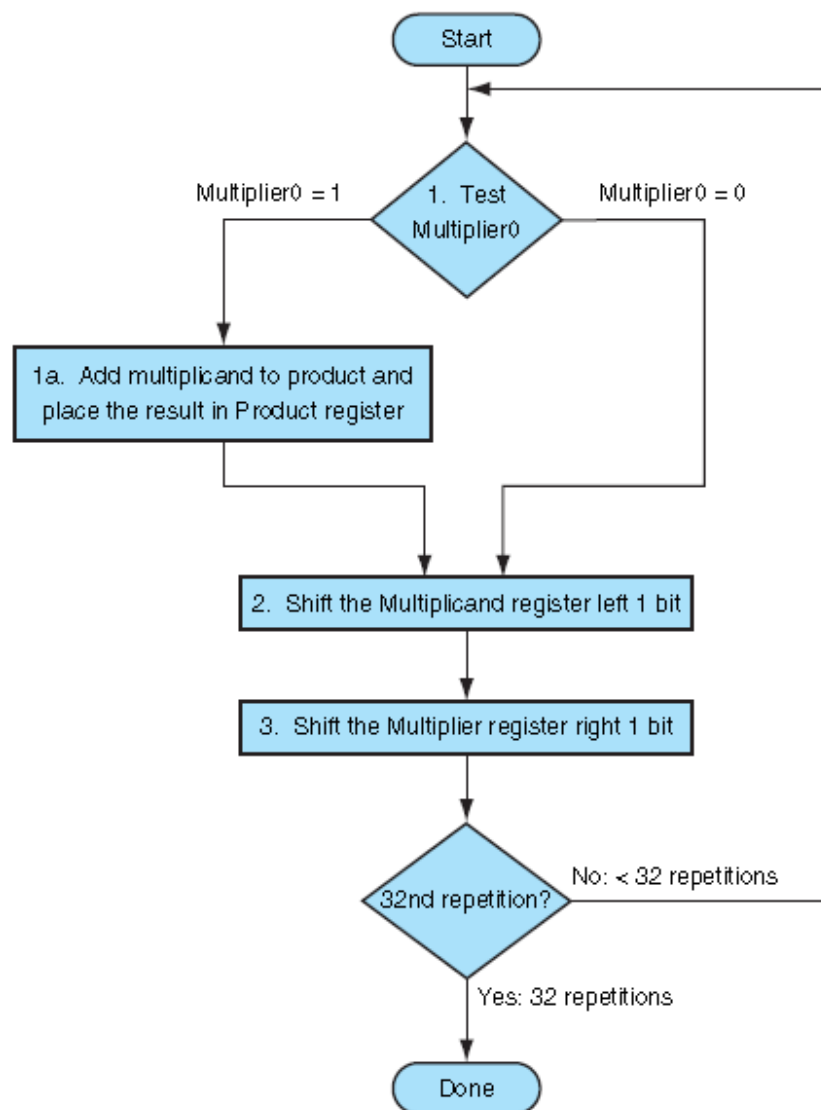 Start
Multiplier0 = 1
1. Test
Multiplier0
Multiplier0 = 0
1a. Add multiplicand to product and
place the result in Product register
2. Shift the Multiplicand register left 1 bit
3. Shift the Multiplier register right 1 bit
32nd repetition?
No: < 32 repetitions
Yes: 32 repetitions
Done